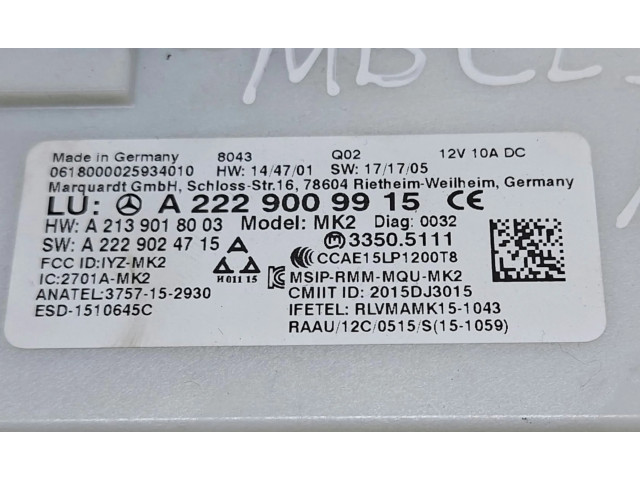 MBCLS
Made in Germany 8043 Q02 12V 10A DC
0618000025934010 HW: 14/47/01 SW: 17/17/05
Marquardt GmbH, Schloss-Str.16, 78604 Rietheim-Weilheim, Germany
LU: A 222 900 99 15 CE
HW: A 213 901 80 03 Model: MK2 Diag: 0032
SW: A 222 902 47 15 A 3350.5111
FCC ID:IYZ-MK2 CCAE15LP1200T8
IC:2701A-MK2 H 011 15 MSIP-RMM-MQU-MK2
ANATEL:3757-15-2930 CMIIT ID: 2015DJ3015
ESD-1510645C IFETEL: RLVMAMK15-1043
RAAU/12C/0515/S(15-1059)